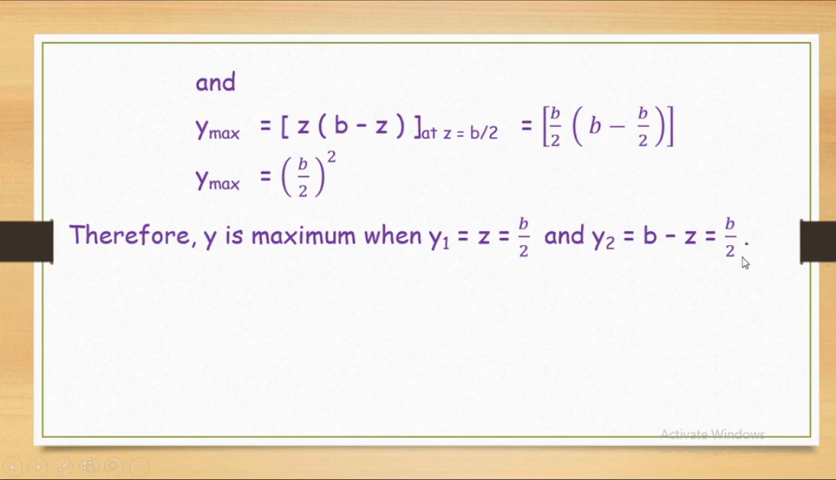 and
yₘₐₓ = [ z ( b – z ) ]ₐₜ 𝓏 ₌ b/2 = [b/2 (b − b/2)]
yₘₐₓ = (b/2)²
Therefore, y is maximum when y₁ = z = b/2 and y₂ = b – z = b/2 .
Activate Windows